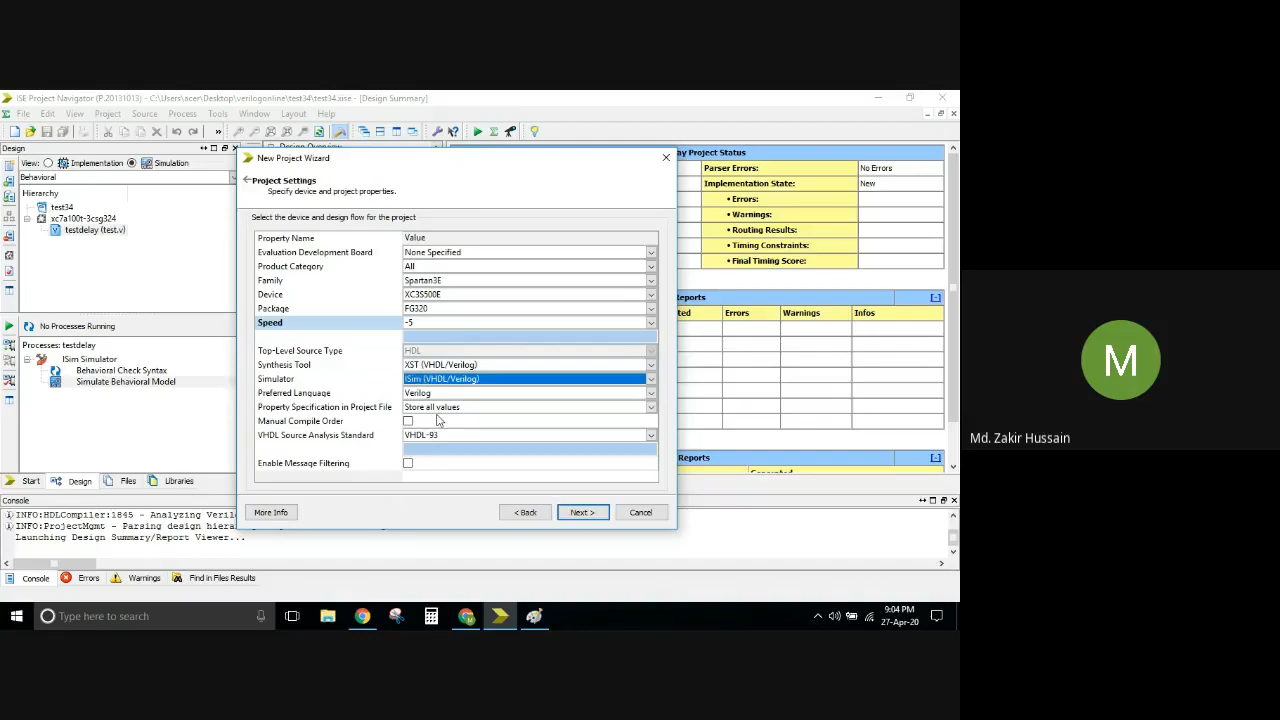 ISE Project Navigator (P.20131013) - C:\Users\acer\Desktop\verilogonline\test34\test34.xise - [Design Summary]
File Edit View Project Source Process Tools Window Layout Help
Design
View: Implementation Simulation
Behavioral
Hierarchy
test34
xc7a100t-3csg324
testdelay (test.v)
No Processes Running
Processes: testdelay
ISim Simulator
Behavioral Check Syntax
Simulate Behavioral Model
Start Design Files Libraries
New Project Wizard
Project Settings
Specify device and project properties.
Select the device and design flow for the project
Property Name Value
Evaluation Development Board None Specified
Product Category All
Family Spartan3E
Device XC3S500E
Package FG320
Speed -5
Top-Level Source Type HDL
Synthesis Tool XST (VHDL/Verilog)
Simulator ISim (VHDL/Verilog)
Preferred Language Verilog
Property Specification in Project File Store all values
Manual Compile Order
VHDL Source Analysis Standard VHDL-93
Enable Message Filtering
More Info < Back Next > Cancel
ay Project Status
Parser Errors: No Errors
Implementation State: New
• Errors:
• Warnings:
• Routing Results:
• Timing Constraints:
• Final Timing Score:
Reports [-]
ted Errors Warnings Infos
Reports [-]
Console
INFO:HDLCompiler:1845 - Analyzing Veril
INFO:ProjectMgmt - Parsing design hiera
Launching Design Summary/Report Viewer...
Console Errors Warnings Find in Files Results
Type here to search
9:04 PM
27-Apr-20
M
Md. Zakir Hussain